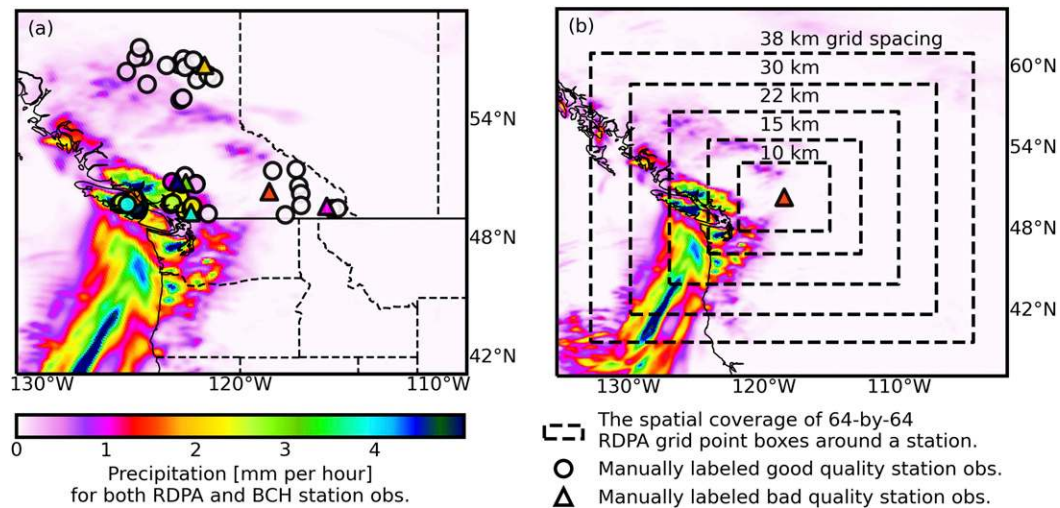 (a)
54°N
48°N
42°N
130°W 120°W 110°W
0 1 2 3 4
Precipitation [mm per hour]
for both RDPA and BCH station obs.
(b)
38 km grid spacing
30 km
22 km
15 km
10 km
60°N
54°N
48°N
42°N
130°W 120°W 110°W
The spatial coverage of 64-by-64
RDPA grid point boxes around a station.
Manually labeled good quality station obs.
Manually labeled bad quality station obs.